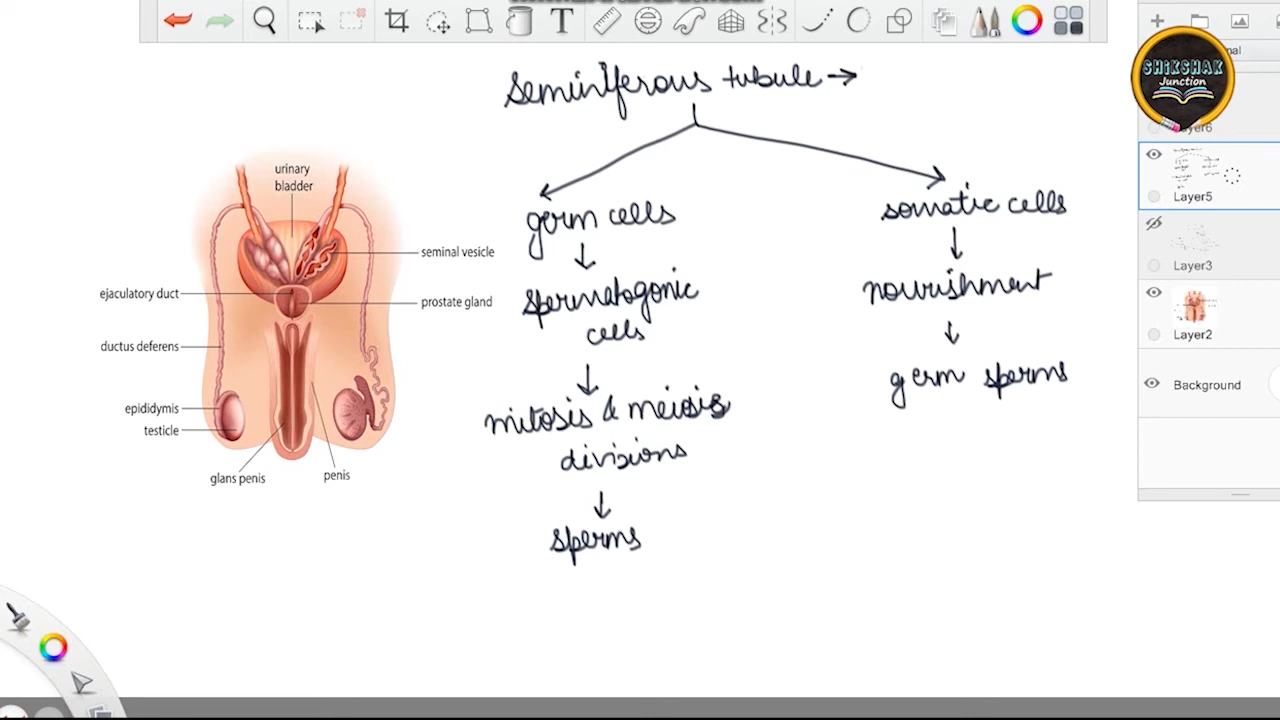 SHIKSHAK
Junction
Layer5
Layer3
Layer2
Background
urinary
bladder
seminal vesicle
ejaculatory duct
prostate gland
ductus deferens
epididymis
testicle
glans penis
penis
Seminiferous tubule →
germ cells
↓
spermatogonic
cells
↓
mitosis & meiosis
divisions
↓
sperms
somatic cells
↓
nourishment
↓
germ sperms